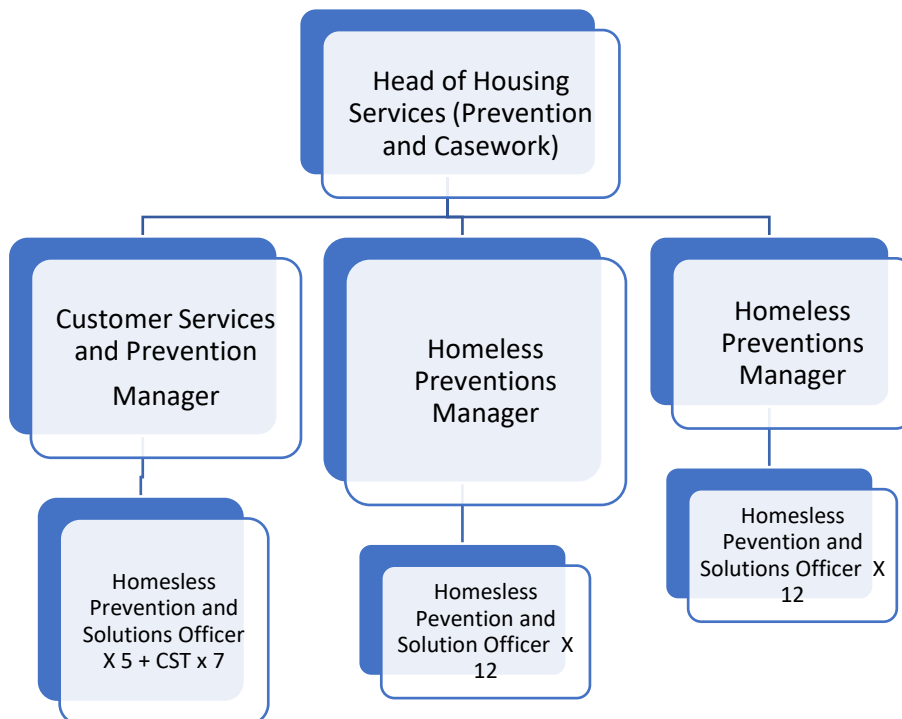 Head of Housing
Services (Prevention
and Casework)
Customer Services
and Prevention
Manager
Homeless
Preventions
Manager
Homeless
Preventions
Manager
Homesless
Prevention and
Solutions Officer
X 5 + CST x 7
Homesless
Pevention and
Solution Officer X
12
Homesless
Pevention and
Solutions Officer X
12